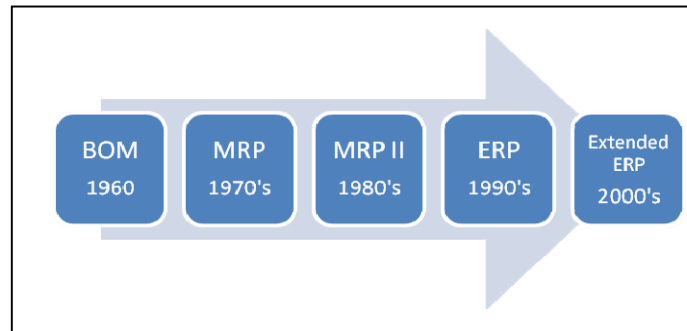 BOM
1960
MRP
1970's
MRP II
1980's
ERP
1990's
Extended
ERP
2000's